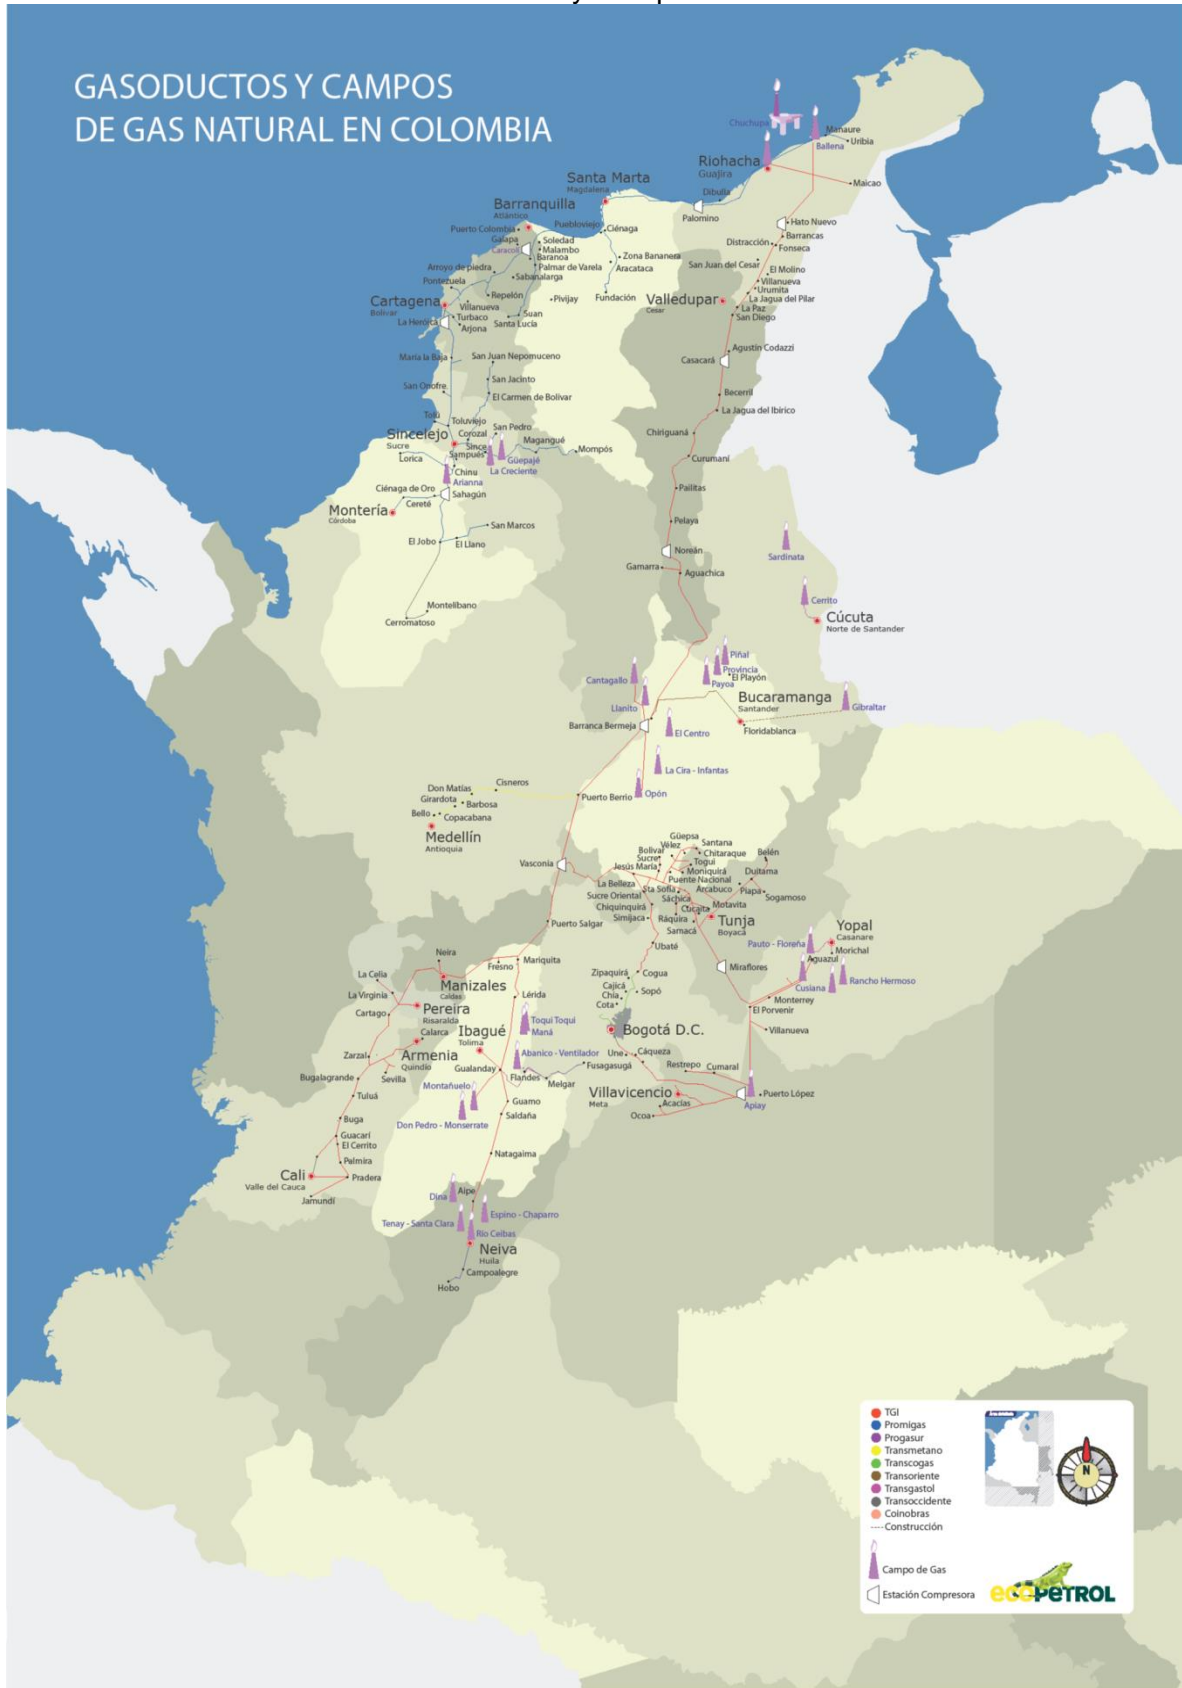 GASODUCTOS Y CAMPOS
DE GAS NATURAL EN COLOMBIA
Chuchupa
Manaure
Uribia
Ballena
Riohacha
Guajira
Maicao
Santa Marta
Magdalena
Dibulla
Palomino
Barranquilla
Atlántico
Puebloviejo
Ciénaga
Hato Nuevo
Barrancas
Fonseca
Distracción
Puerto Colombia
Galapa
Caracolí
Soledad
Malambo
Baranoa
Palmar de Varela
Sabanalarga
Zona Bananera
Aracataca
San Juan del Cesar
El Molino
Villanueva
Urumita
La Jagua del Pilar
Arroyo de piedra
Pontezuela
Repelón
Pivijay
Fundación
Valledupar
Cesar
La Paz
San Diego
Cartagena
Bolívar
Villanueva
Turbaco
Arjona
Suan
Santa Lucía
La Heróica
María la Baja
San Juan Nepomuceno
Agustín Codazzi
Casacará
San Jacinto
San Onofre
El Carmen de Bolívar
Becerril
La Jagua del Ibirico
Tolú
Toluviejo
Sincelejo
Sucre
Corozal
San Pedro
Since
Sampués
Magangué
Mompós
Güepajé
La Creciente
Chiriguaná
Curumaní
Lorica
Chinu
Arianna
Ciénaga de Oro
Sahagún
Cereté
Pailitas
Montería
Córdoba
San Marcos
El Jobo
El Llano
Pelaya
Noreán
Gamarra
Aguachica
Sardinata
Cerrito
Cúcuta
Norte de Santander
Montelíbano
Cerromatoso
Piñal
Provincia
El Playón
Payoa
Cantagallo
Llanito
Bucaramanga
Santander
Gibraltar
Floridablanca
Barranca Bermeja
El Centro
La Cira - Infantas
Opón
Cisneros
Don Matías
Girardota
Barbosa
Bello
Copacabana
Puerto Berrio
Medellín
Antioquia
Vasconia
Güepsa
Santana
Vélez
Chitaraque
Bolivar
Sucre
Togui
Jesús María
Moniquirá
Puente Nacional
Belén
Duitama
La Belleza
Sta Sofía
Arcabuco
Piapá
Sogamoso
Sucre Oriental
Sáchica
Chiquinquirá
Cucaita
Motavita
Simijaca
Ráquira
Samacá
Tunja
Boyacá
Puerto Salgar
Yopal
Casanare
Pauto - Floreña
Morichal
Aguazul
Ubaté
Miraflores
Cusiana
Rancho Hermoso
Neira
Fresno
Mariquita
La Celia
Manizales
Caldas
La Virginia
Lérida
Zipaquirá
Cogua
Cajicá
Chía
Cota
Sopó
Monterrey
El Porvenir
Villanueva
Cartago
Pereira
Risaralda
Calarca
Ibagué
Tolima
Toqui Toqui
Maná
Bogotá D.C.
Zarzal
Armenia
Quindío
Abanico - Ventilador
Une
Cáqueza
Fusagasugá
Restrepo
Cumaral
Bugalagrande
Sevilla
Gualanday
Flandes
Melgar
Montañuelo
Tuluá
Guamo
Saldaña
Villavicencio
Meta
Acacías
Ocoa
Puerto López
Apiay
Buga
Don Pedro - Monserrate
Guacarí
El Cerrito
Palmira
Natagaima
Cali
Valle del Cauca
Pradera
Jamundí
Dina
Aipe
Espino - Chaparro
Tenay - Santa Clara
Río Ceibas
Neiva
Huila
Campoalegre
Hobo
TGI
Promigas
Progasur
Transmetano
Transcogas
Transoriente
Transgastol
Transoccidente
Coinobras
Construcción
N
Campo de Gas
Estación Compresora
ecoPETROL